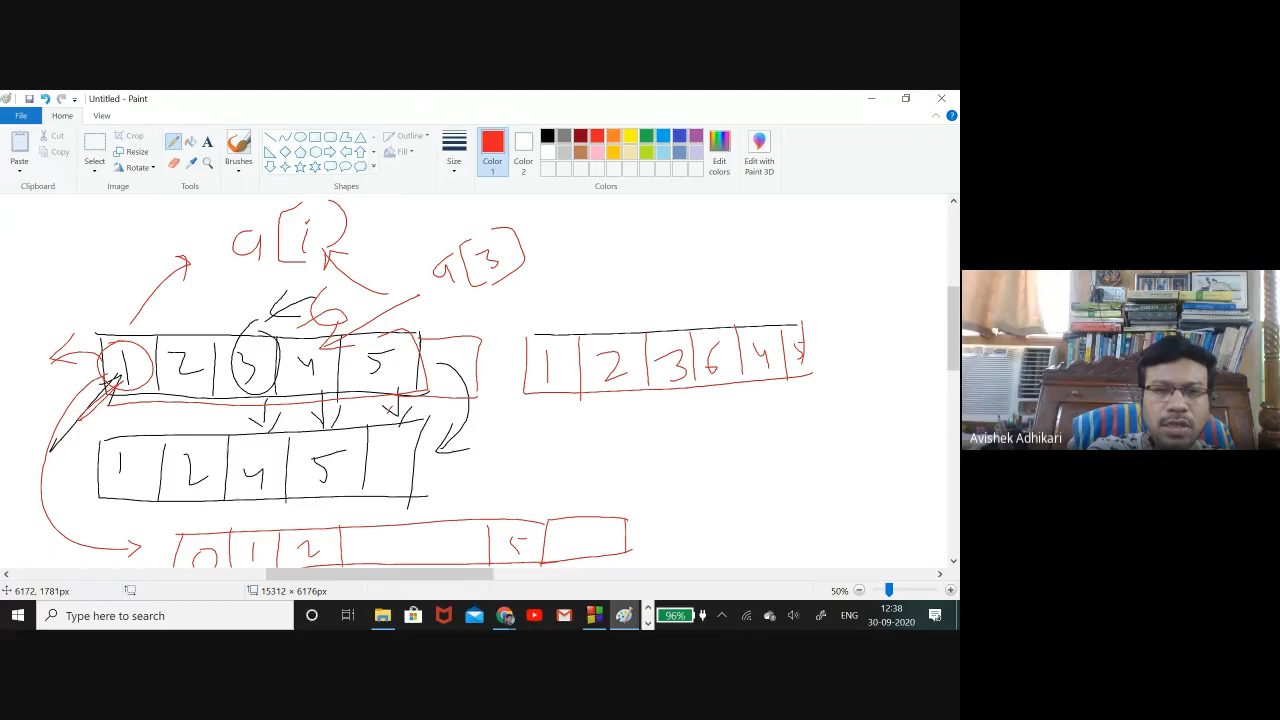 Untitled - Paint
File Home View
Cut
Copy
Paste
Clipboard
Crop
Resize
Rotate
Select
Image
Tools
Brushes
Shapes
Outline
Fill
Size
Color 1
Color 2
Edit colors
Edit with Paint 3D
Colors
a[i]
a[3]
6
1 2 3 4 5
1 2 3 6 4 5
1 2 4 5
0 1 2 5
Avishek Adhikari
6172, 1781px
15312 × 6176px
50%
Type here to search
96%
ENG
12:38
30-09-2020